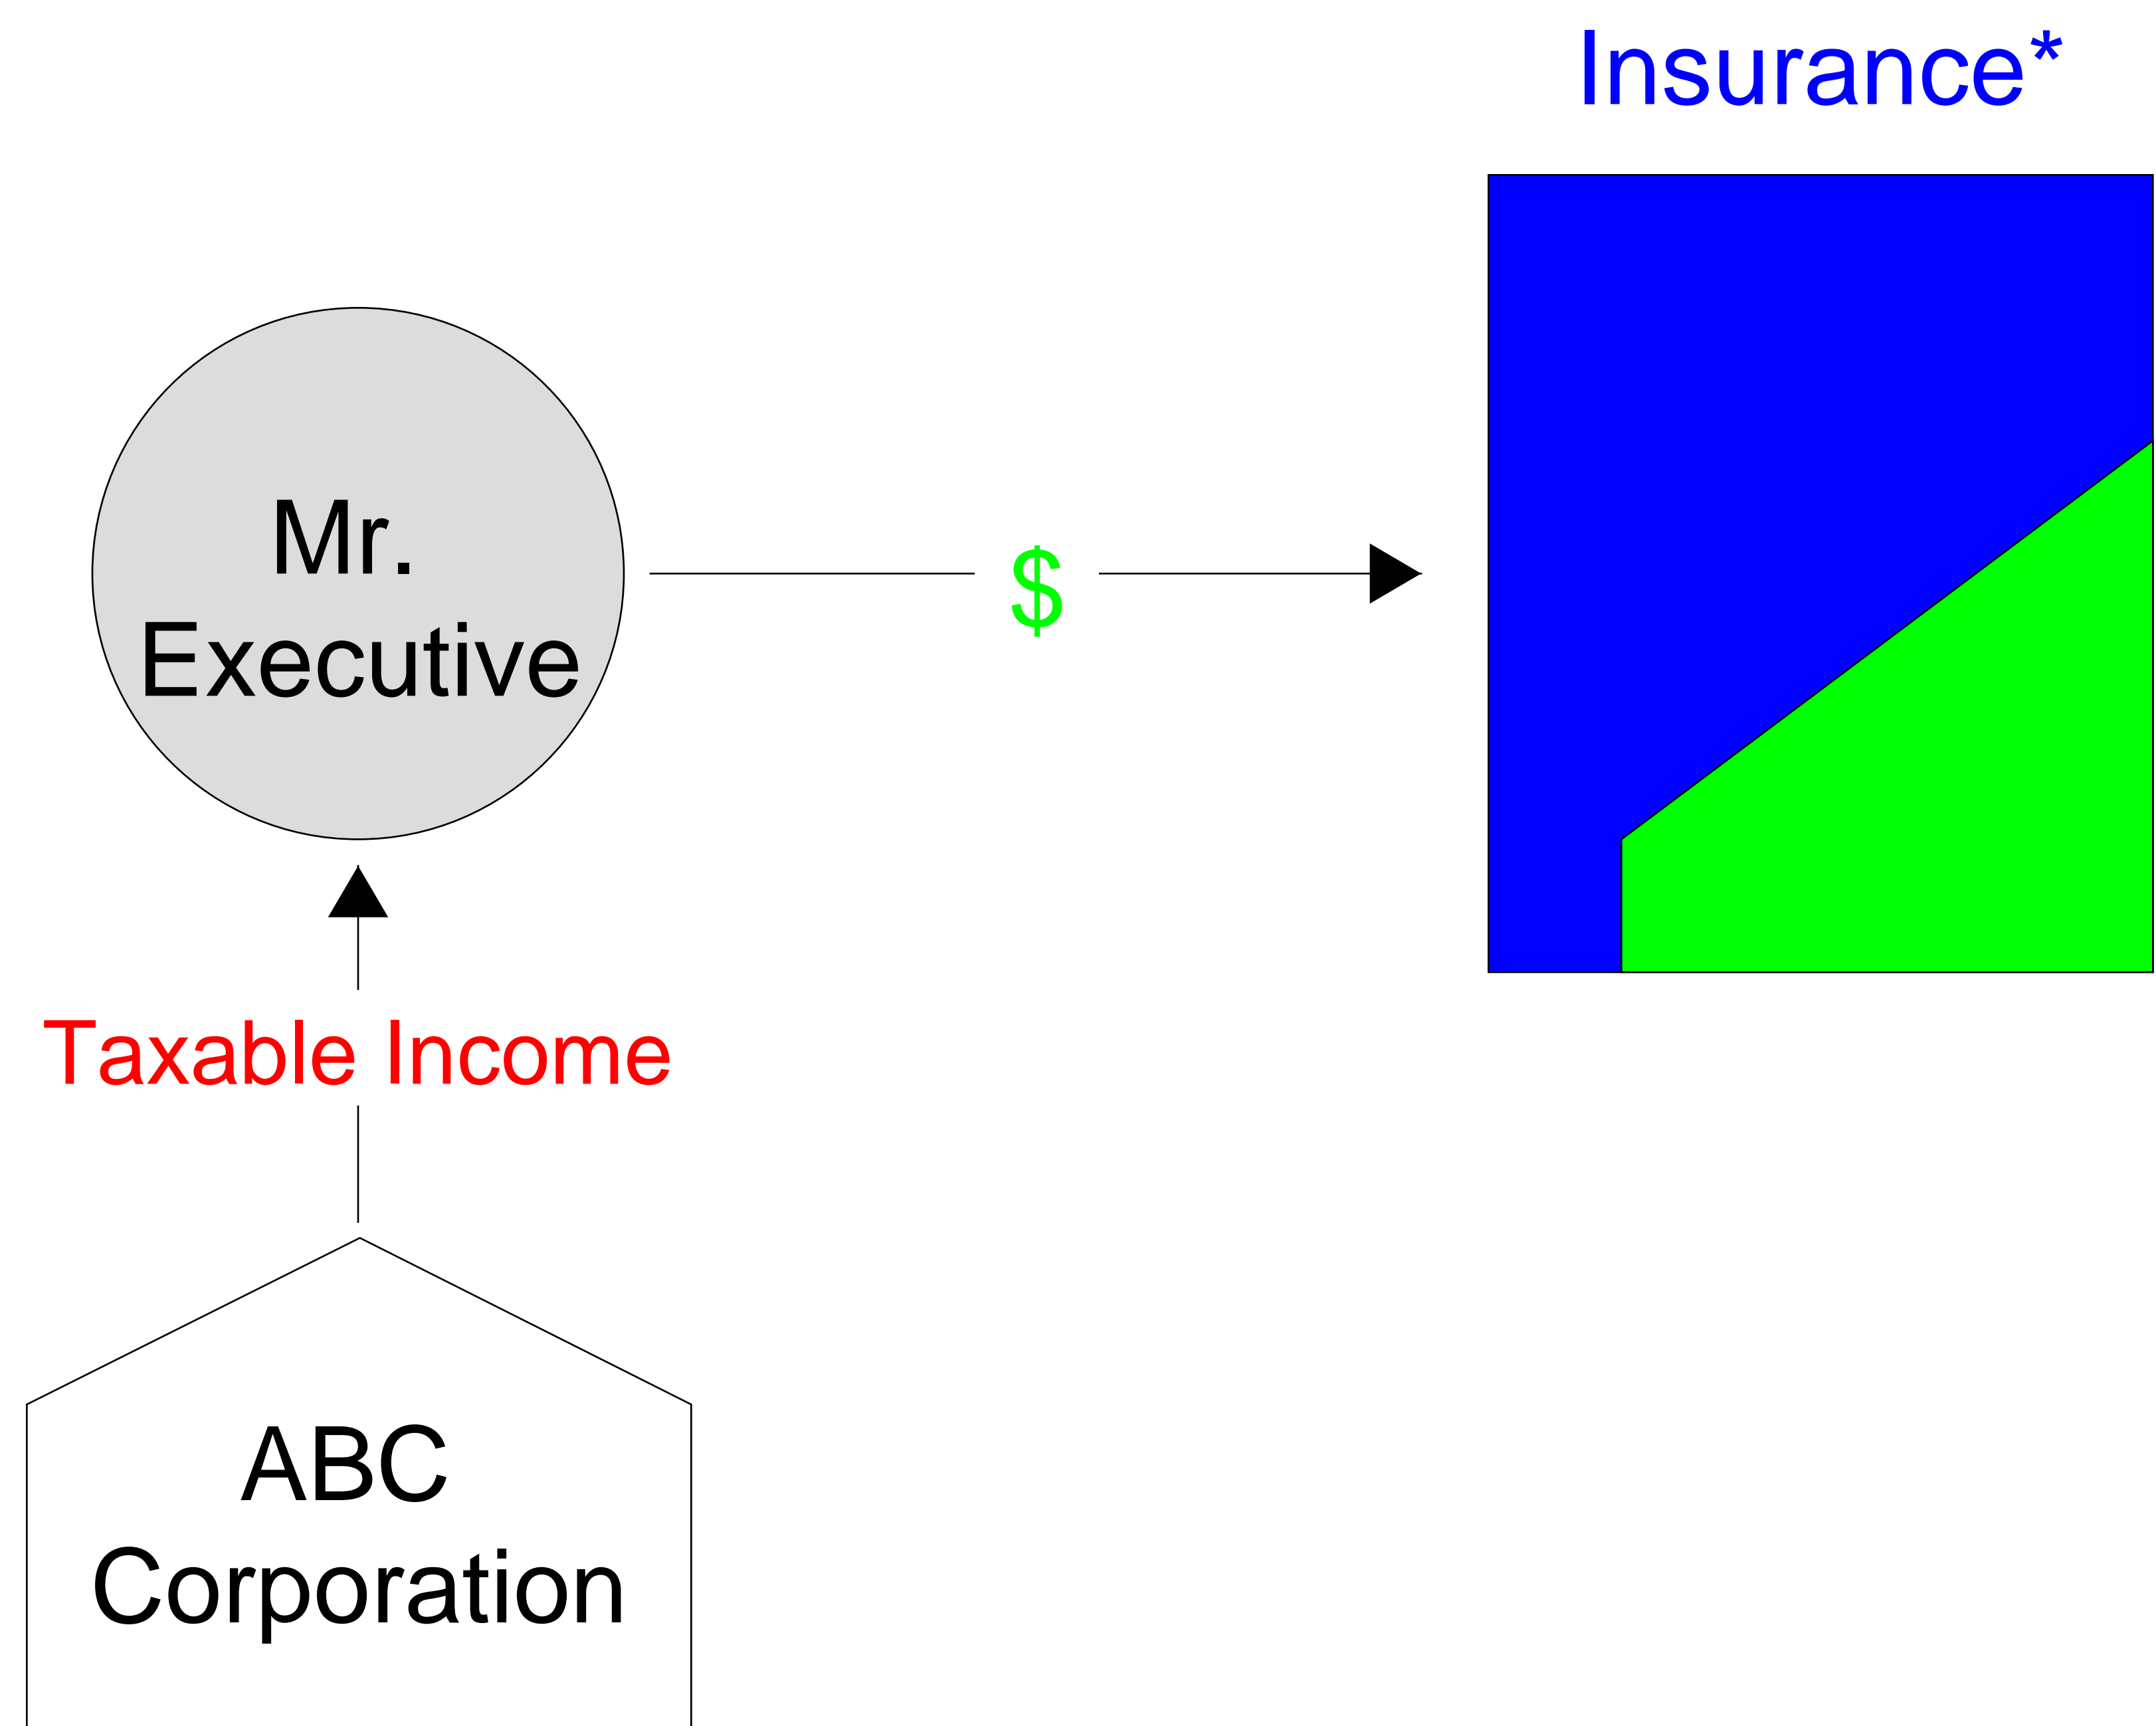 Insurance*
Mr.
Executive
$
Taxable Income
ABC
Corporation